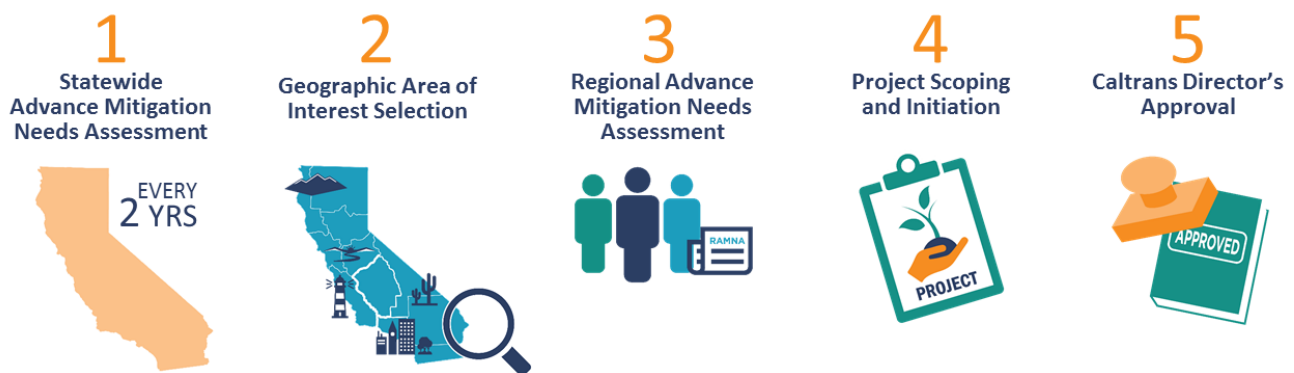 1
Statewide
Advance Mitigation
Needs Assessment
EVERY
2 YRS
2
Geographic Area of
Interest Selection
3
Regional Advance
Mitigation Needs
Assessment
RAMNA
4
Project Scoping
and Initiation
PROJECT
5
Caltrans Director's
Approval
APPROVED